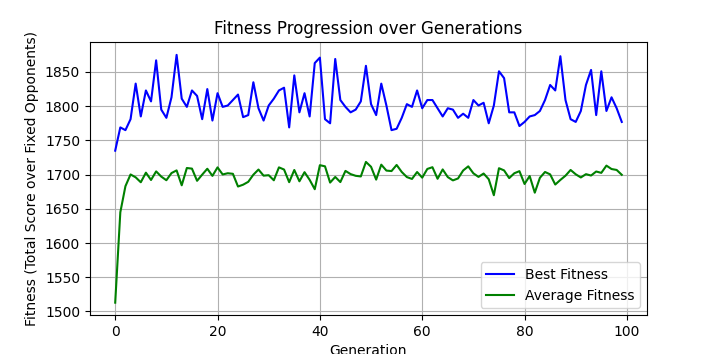 Fitness Progression over Generations
Fitness (Total Score over Fixed Opponents)
1850
1800
1750
1700
1650
1600
1550
1500
0 20 40 60 80 100
Generation
Best Fitness
Average Fitness